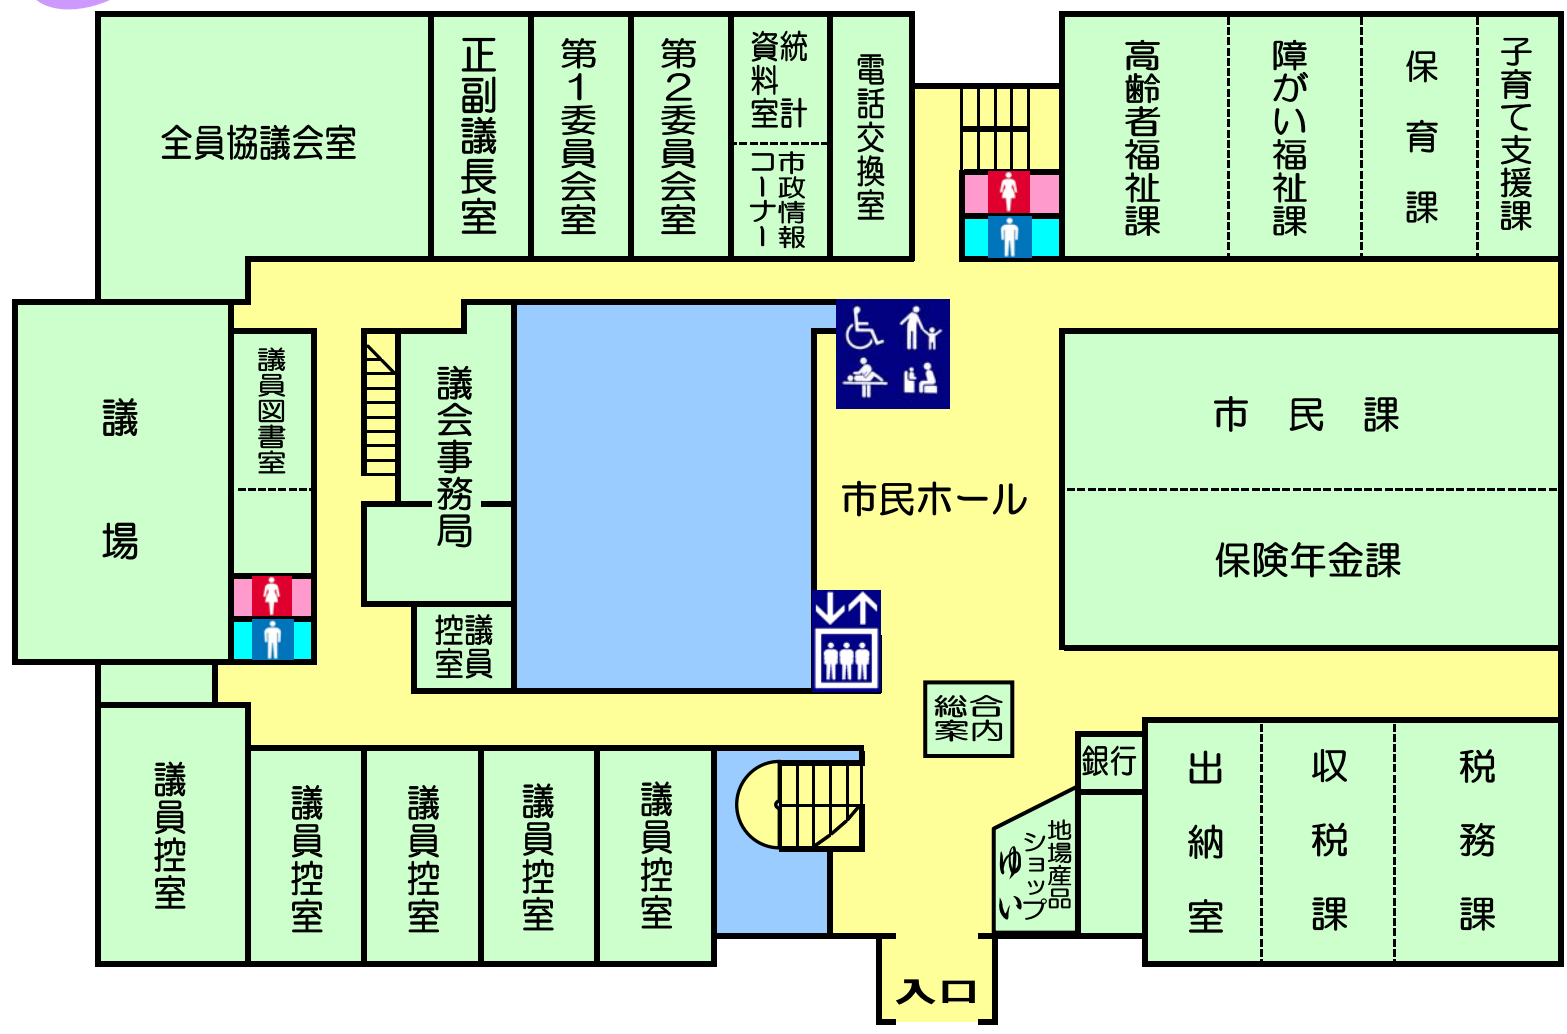 全員協議会室
正副議長室
第1委員会室
第2委員会室
統計
資料室
市政情報
コーナー
電話交換室
高齢者福祉課
障がい福祉課
保育課
子育て支援課
議場
議員図書室
議会事務局
議員
控室
市民ホール
市民課
保険年金課
総合
案内
銀行
地場産品
ショップ
ゆい
出納室
収税課
税務課
議員控室
議員控室
議員控室
議員控室
議員控室
入口